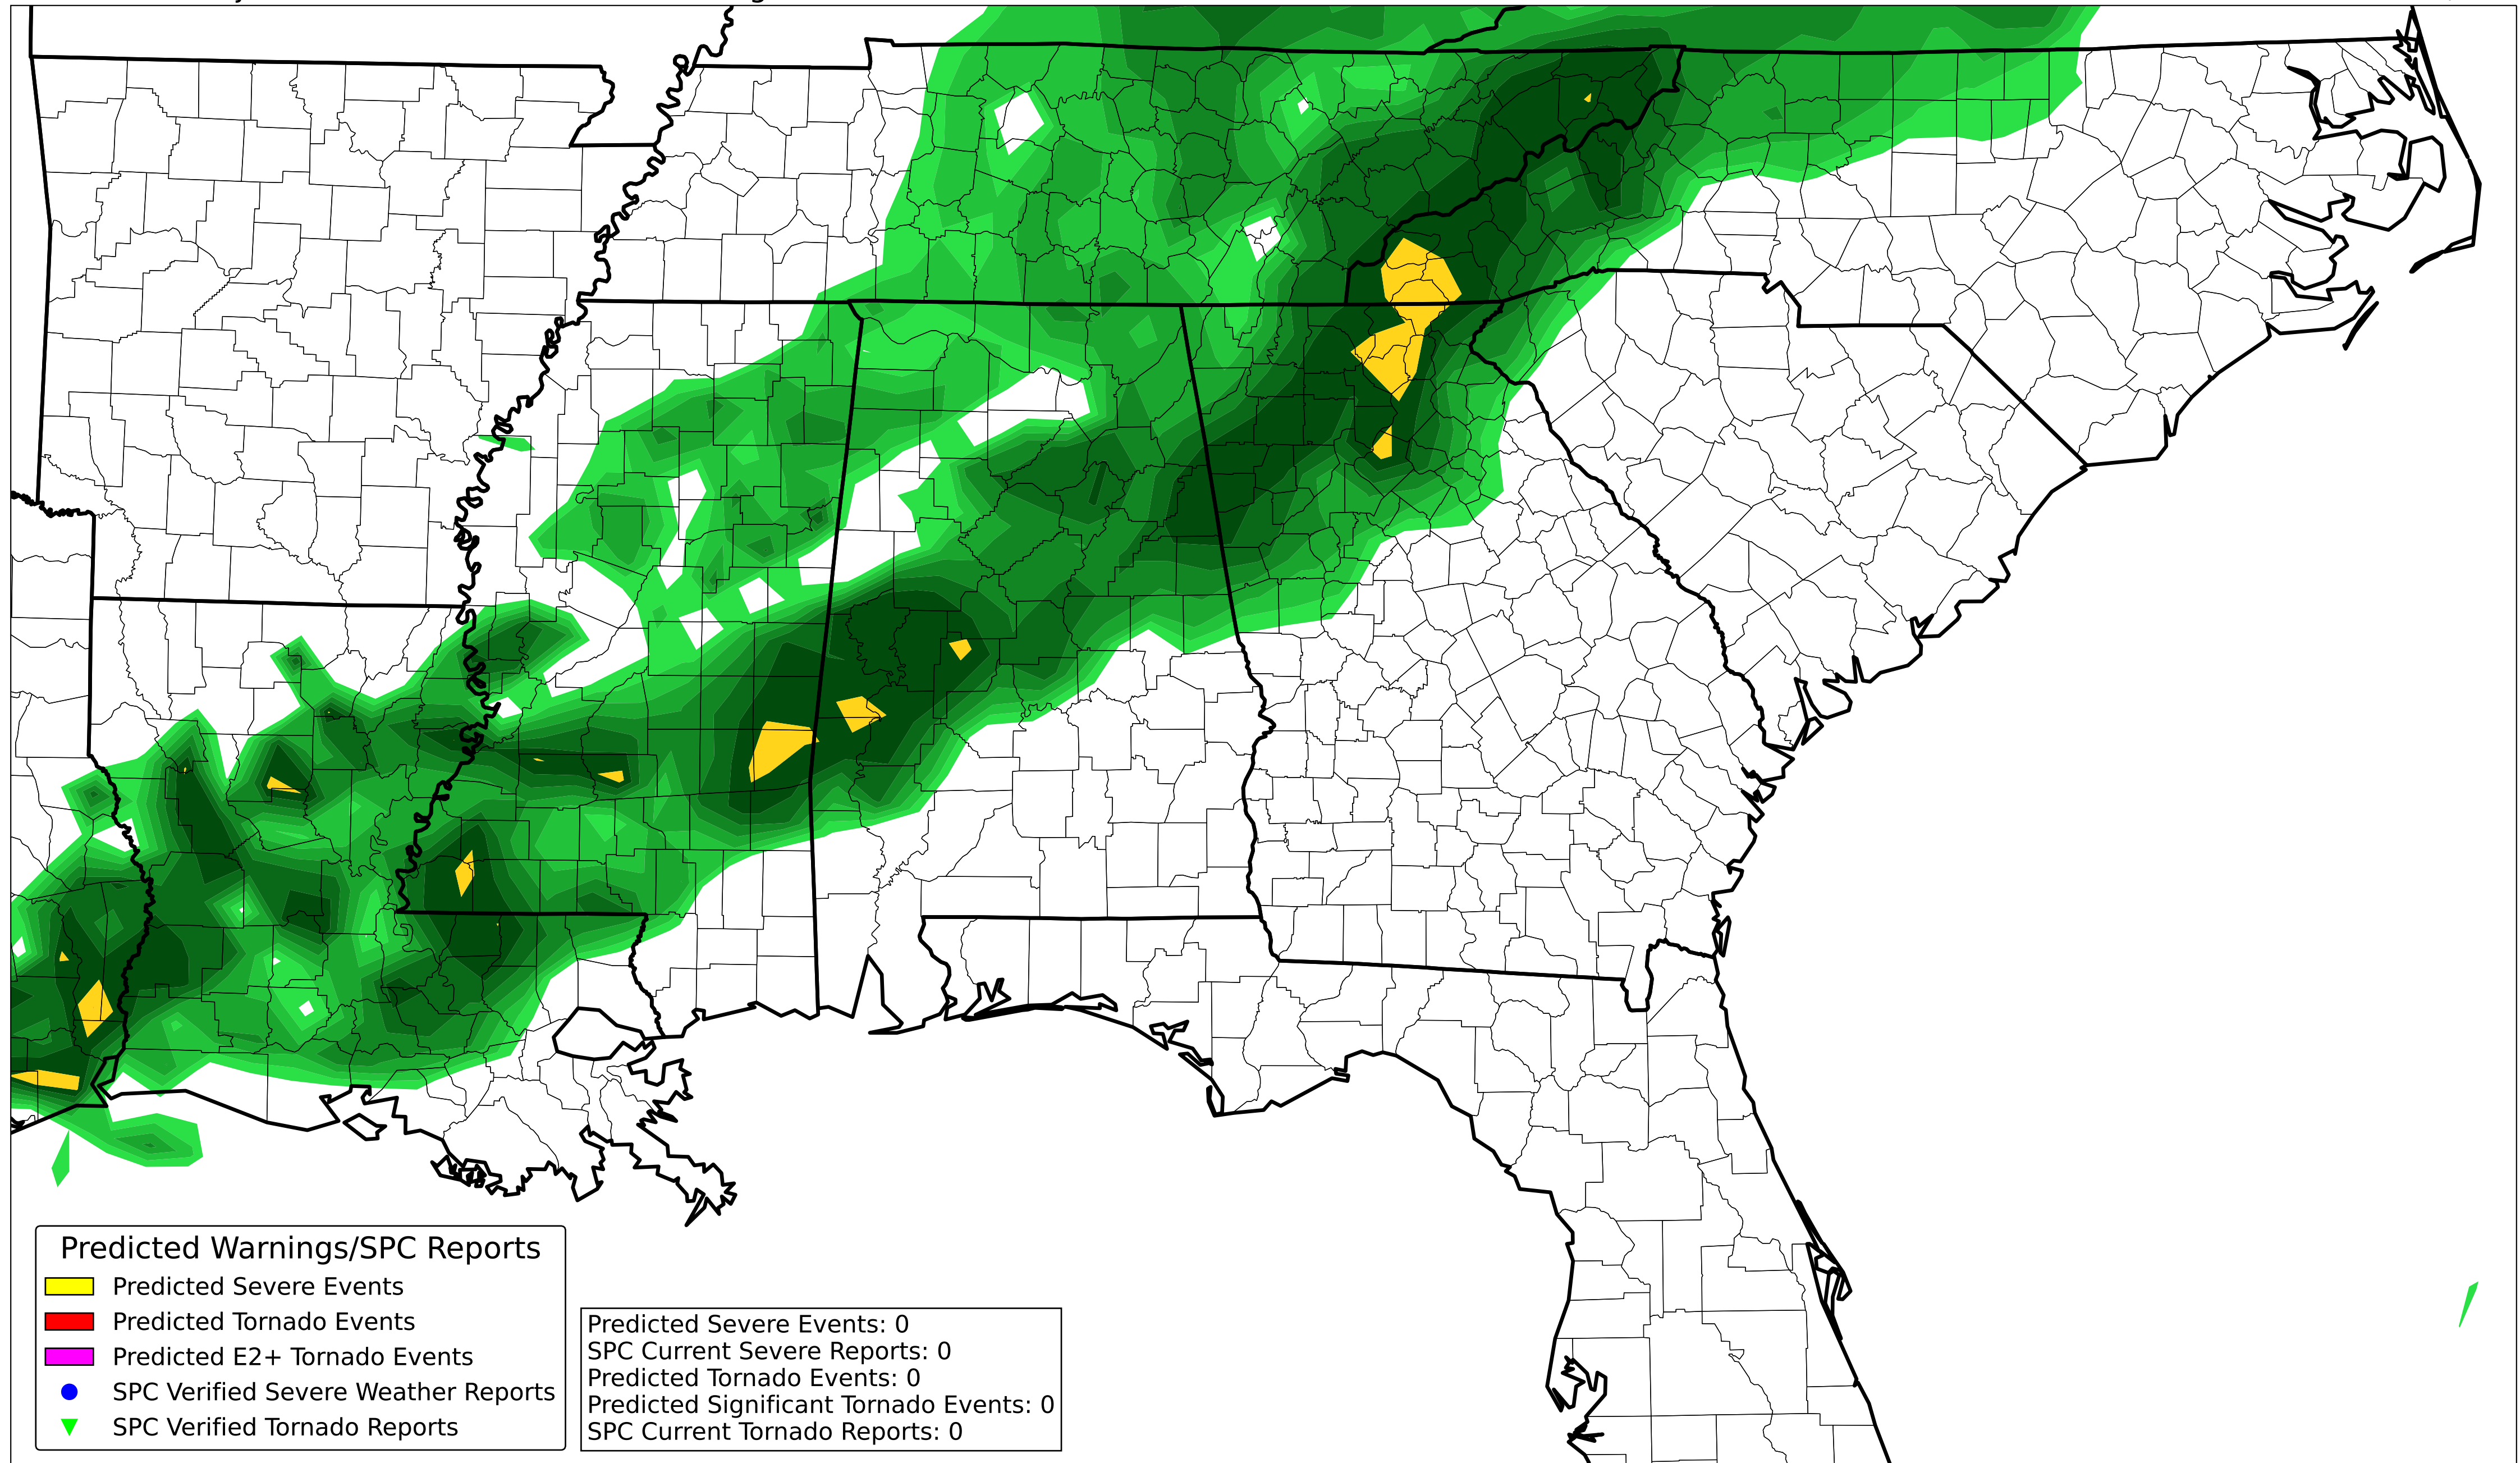 Predicted Warnings/SPC Reports
Predicted Severe Events
Predicted Tornado Events
Predicted E2+ Tornado Events
SPC Verified Severe Weather Reports
SPC Verified Tornado Reports
Predicted Severe Events: 0
SPC Current Severe Reports: 0
Predicted Tornado Events: 0
Predicted Significant Tornado Events: 0
SPC Current Tornado Reports: 0